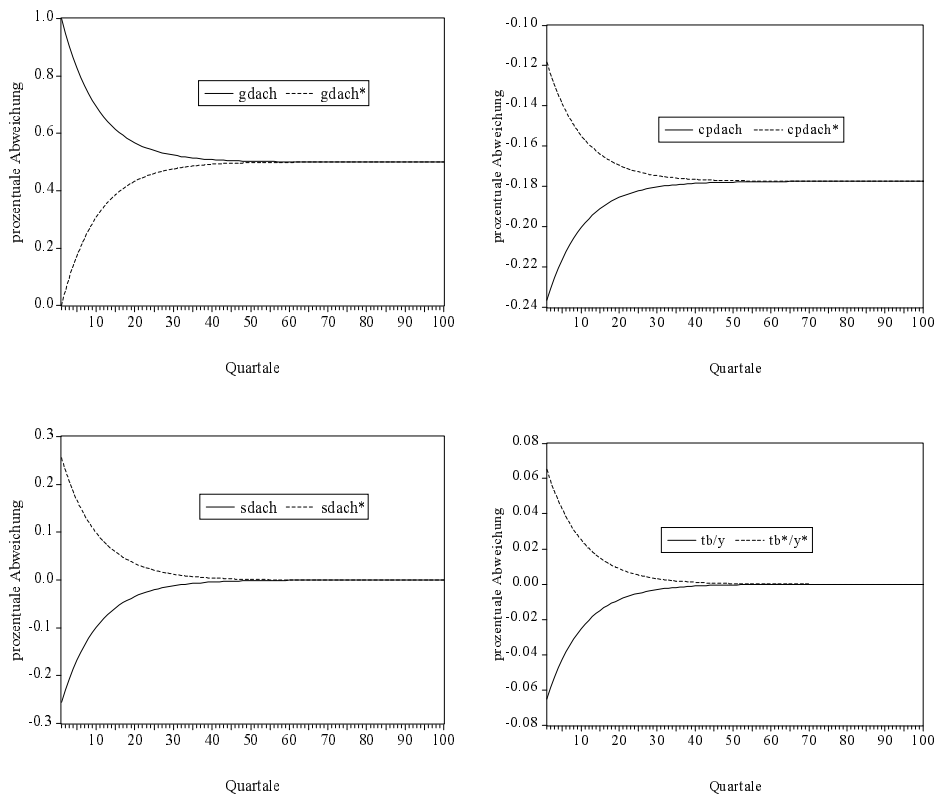 prozentuale Abweichung
1.0
0.8
0.6
0.4
0.2
0.0
gdach gdach*
10 20 30 40 50 60 70 80 90 100
Quartale
prozentuale Abweichung
-0.10
-0.12
-0.14
-0.16
-0.18
-0.20
-0.22
-0.24
cpdach cpdach*
10 20 30 40 50 60 70 80 90 100
Quartale
prozentuale Abweichung
0.3
0.2
0.1
0.0
-0.1
-0.2
-0.3
sdach sdach*
10 20 30 40 50 60 70 80 90 100
Quartale
prozentuale Abweichung
0.08
0.06
0.04
0.02
0.00
-0.02
-0.04
-0.06
-0.08
tb/y tb*/y*
10 20 30 40 50 60 70 80 90 100
Quartale